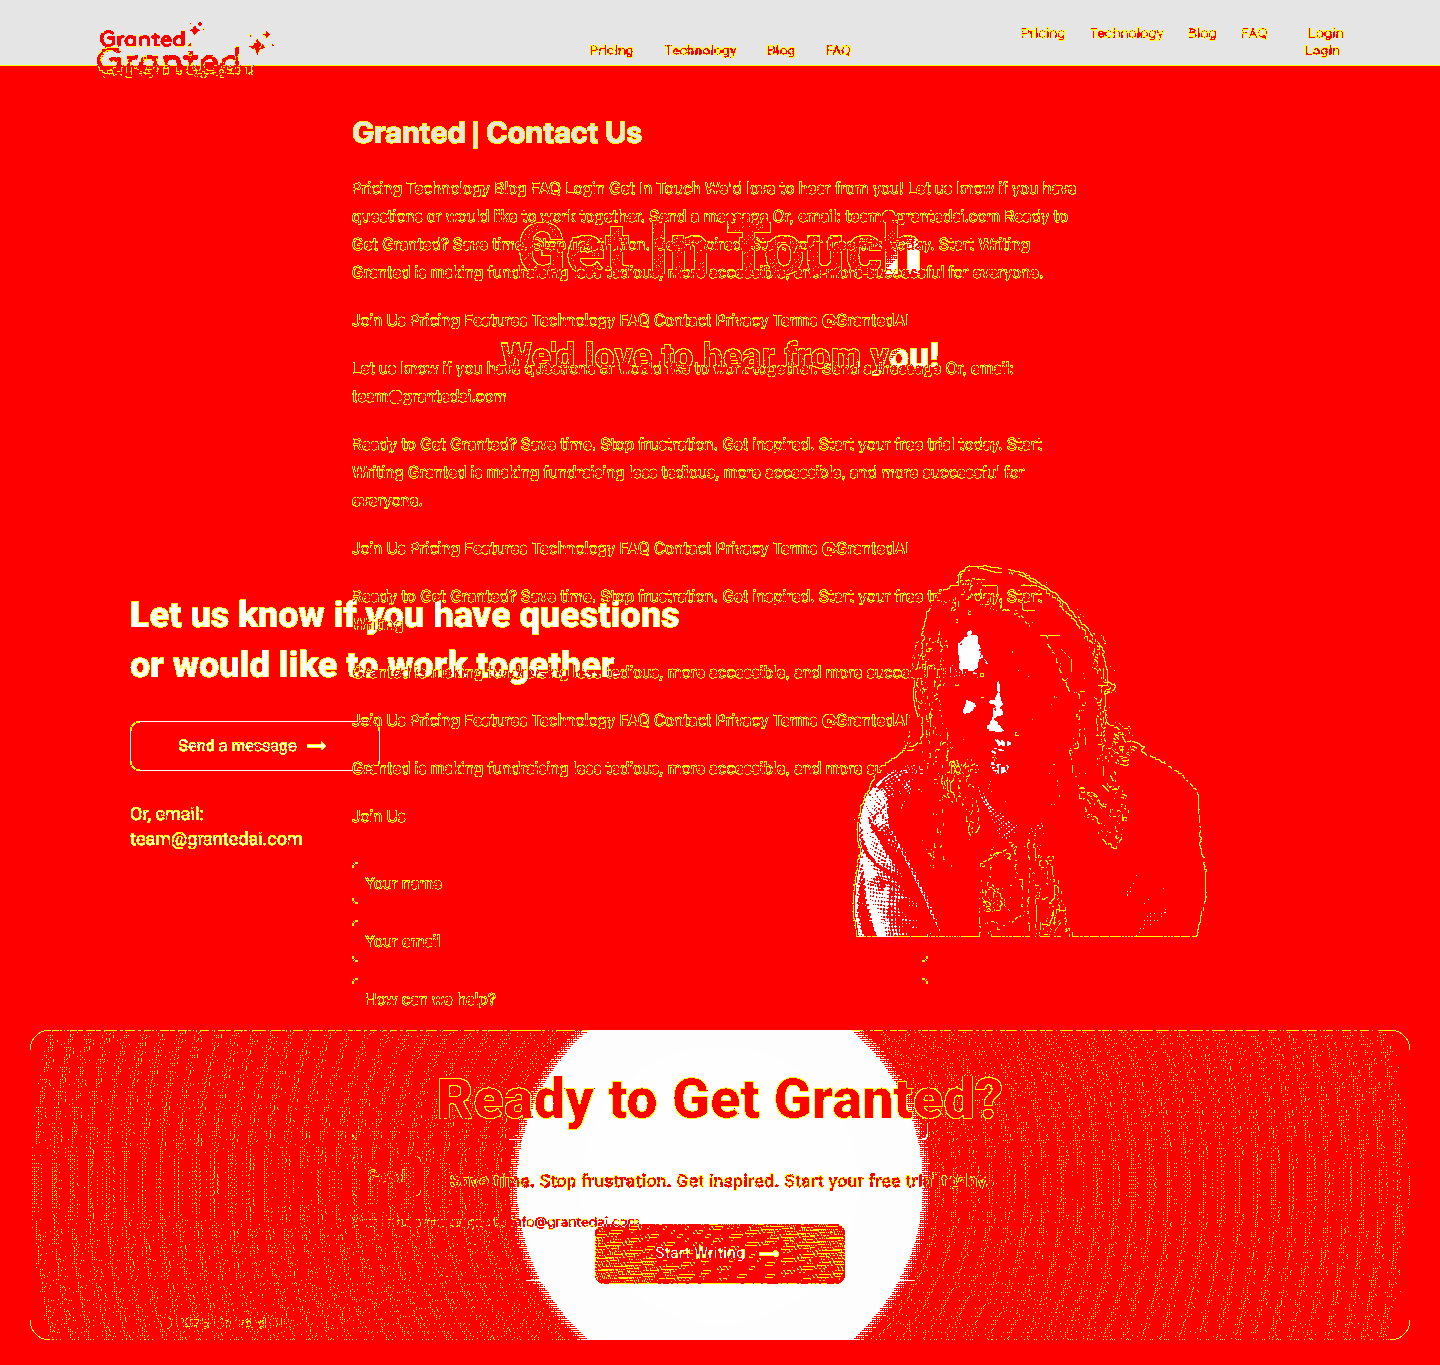 Granted
Granted
Pricing Technology Blog FAQ Login
Pricing Technology Blog FAQ Login
Granted | Contact Us
Pricing Technology Blog FAQ Login Get In Touch We'd love to hear from you! Let us know if you have
questions or would like to work together. Send a message Or, email: team@grantedai.com Ready to
Get In Touch
Get Granted? Save time. Stop frustration. Get inspired. Start your free trial today. Start Writing
Granted is making fundraising less tedious, more accessible, and more successful for everyone.
Join Us Pricing Features Technology FAQ Contact Privacy Terms @GrantedAI
We'd love to hear from you!
Let us know if you have questions or would like to work together. Send a message Or, email:
team@grantedai.com
Ready to Get Granted? Save time. Stop frustration. Get inspired. Start your free trial today. Start
Writing Granted is making fundraising less tedious, more accessible, and more successful for
everyone.
Join Us Pricing Features Technology FAQ Contact Privacy Terms @GrantedAI
Ready to Get Granted? Save time. Stop frustration. Get inspired. Start your free trial today. Start
Writing
Let us know if you have questions
or would like to work together.
Granted is making fundraising less tedious, more accessible, and more
Join Us Pricing Features Technology FAQ Contact Privacy Terms @GrantedAI
Send a message
Granted is making fundraising less tedious, more accessible, and more
Or, email:
team@grantedai.com
Join Us
Your name
Your email
How can we help?
Ready to Get Granted?
Save time. Stop frustration. Get inspired. Start your free trial today.
info@grantedai.com
Start Writing